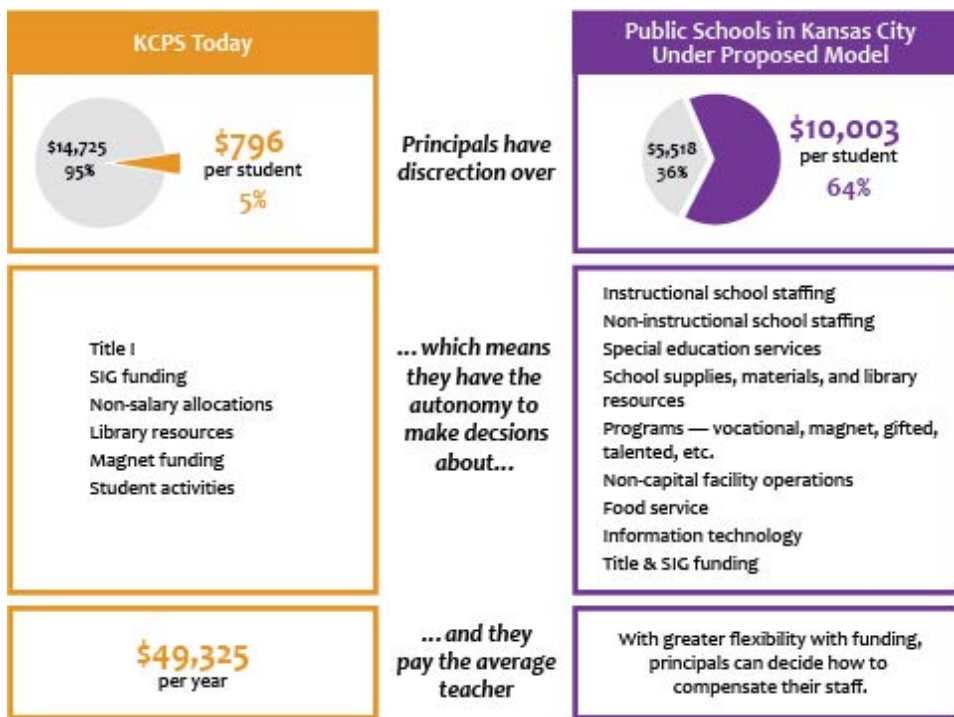 KCPS Today
Public Schools in Kansas City
Under Proposed Model
$14,725
95%
$796
per student
5%
Principals have
discrection over
$5,518
36%
$10,003
per student
64%
Title I
SIG funding
Non-salary allocations
Library resources
Magnet funding
Student activities
...which means
they have the
autonomy to
make decsions
about...
Instructional school staffing
Non-instructional school staffing
Special education services
School supplies, materials, and library
resources
Programs — vocational, magnet, gifted,
talented, etc.
Non-capital facility operations
Food service
Information technology
Title & SIG funding
$49,325
per year
...and they
pay the average
teacher
With greater flexibility with funding,
principals can decide how to
compensate their staff.